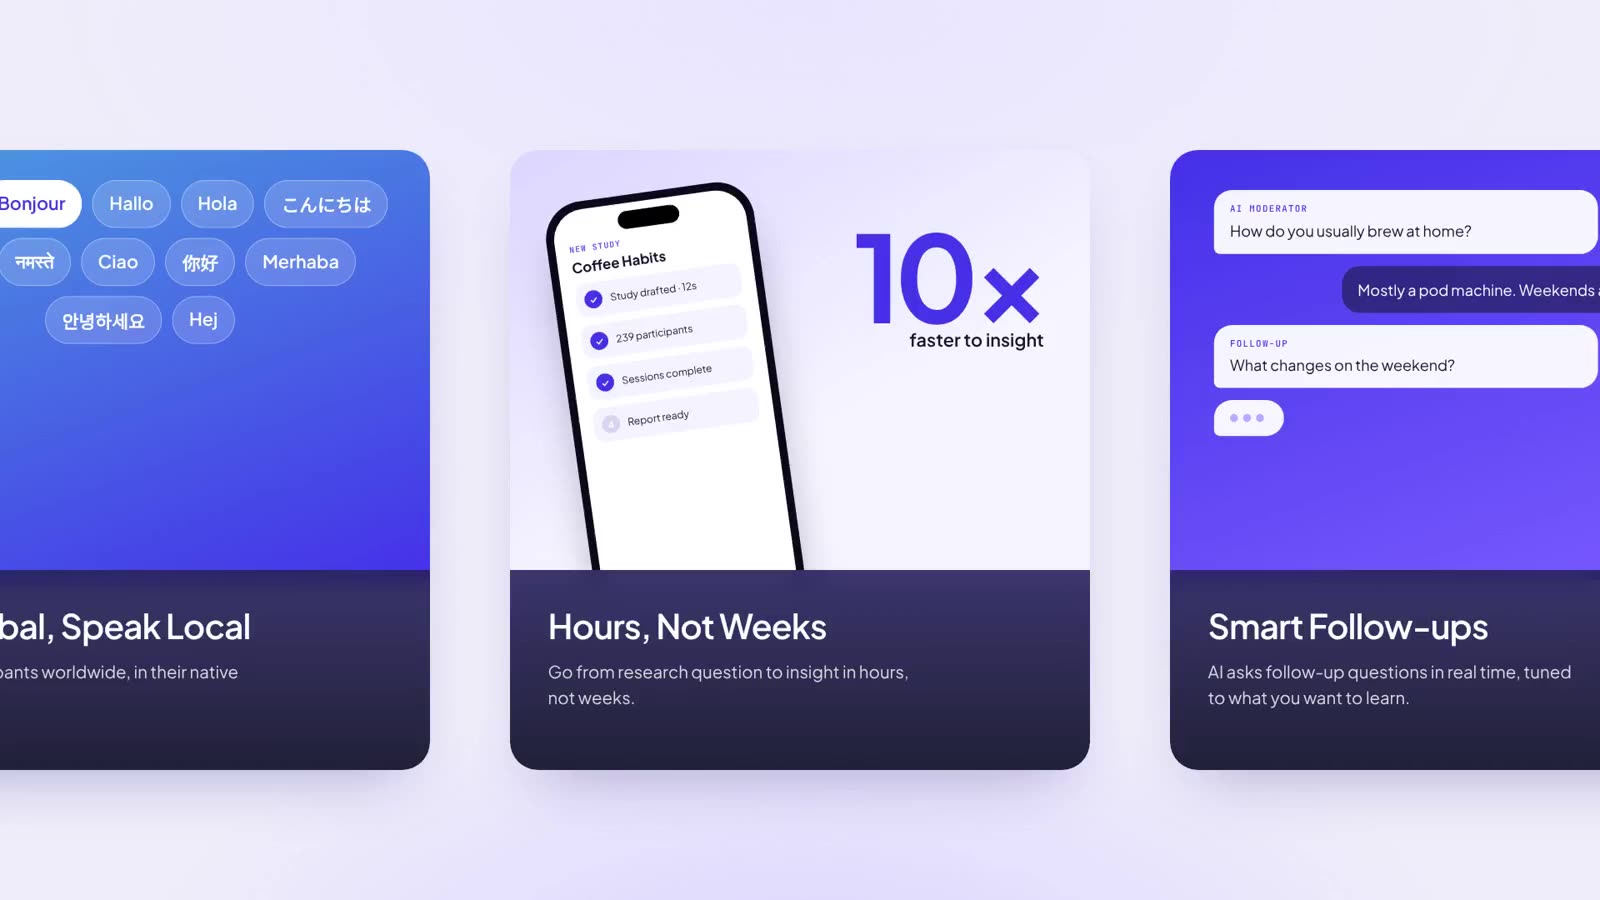 Bonjour
Hallo
Hola
こんにちは
नमस्ते
Ciao
你好
Merhaba
안녕하세요
Hej
bal, Speak Local
pants worldwide, in their native
NEW STUDY
Coffee Habits
Study drafted · 12s
239 participants
Sessions complete
4
Report ready
10×
faster to insight
Hours, Not Weeks
Go from research question to insight in hours,
not weeks.
AI MODERATOR
How do you usually brew at home?
Mostly a pod machine. Weekends
FOLLOW-UP
What changes on the weekend?
Smart Follow-ups
AI asks follow-up questions in real time, tuned
to what you want to learn.